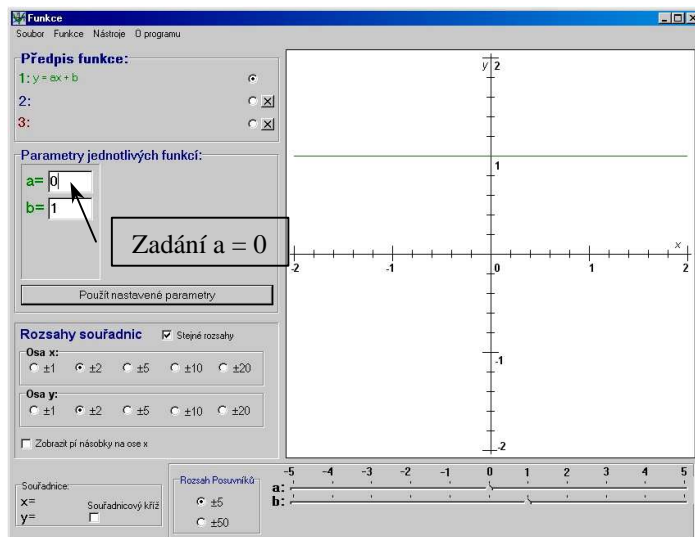 Funkce
Soubor Funkce Nástroje O programu
Předpis funkce:
1: y = ax + b
2:
3:
Parametry jednotlivých funkcí:
a= 0
b= 1
Zadání a = 0
Použít nastavené parametry
Rozsahy souřadnic Stejné rozsahy
Osa x:
±1 ±2 ±5 ±10 ±20
Osa y:
±1 ±2 ±5 ±10 ±20
Zobrazit pí násobky na ose x
Souřadnice:
x=
y=
Souřadnicový kříž
Rozsah Posuvníků
±5
±50
y 2
1
x
-2 -1 0 1 2
-1
-2
-5 -4 -3 -2 -1 0 1 2 3 4 5
a:
b: